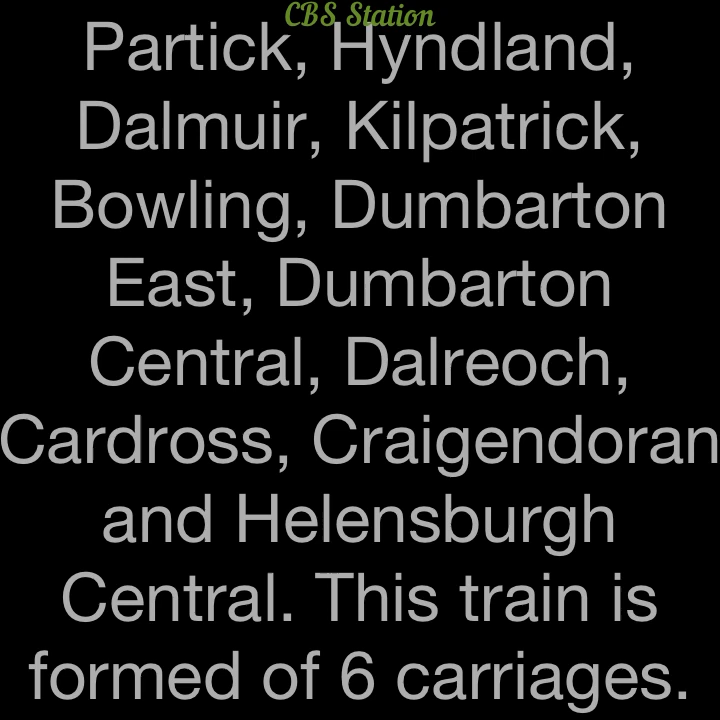 CBS Station
Partick, Hyndland,
Dalmuir, Kilpatrick,
Bowling, Dumbarton
East, Dumbarton
Central, Dalreoch,
Cardross, Craigendoran
and Helensburgh
Central. This train is
formed of 6 carriages.